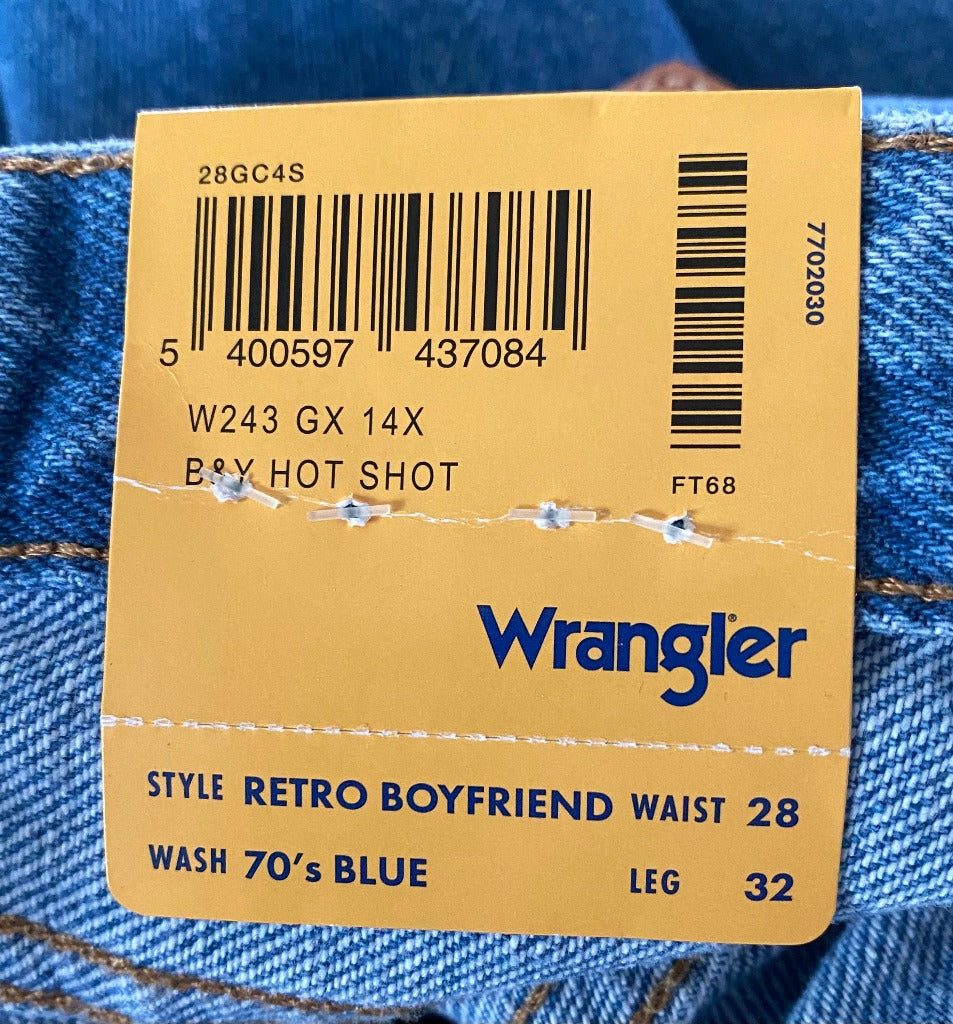 28GC4S
5 400597 437084
7702030
FT68
W243 GX 14X
B&Y HOT SHOT
Wrangler®
STYLE RETRO BOYFRIEND WAIST 28
WASH 70's BLUE LEG 32